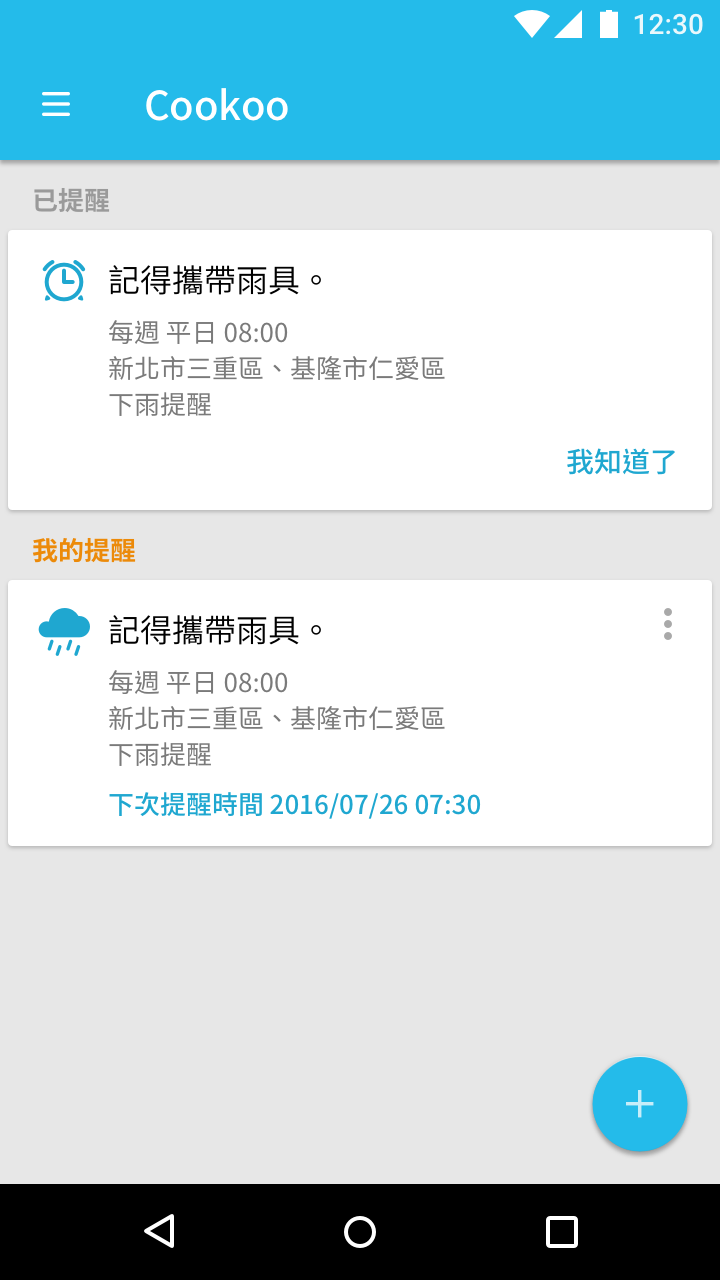 12:30
Cookoo
已提醒
記得攜帶雨具。
每週 平日 08:00
新北市三重區、基隆市仁愛區
下雨提醒
我知道了
我的提醒
記得攜帶雨具。
每週 平日 08:00
新北市三重區、基隆市仁愛區
下雨提醒
下次提醒時間 2016/07/26 07:30